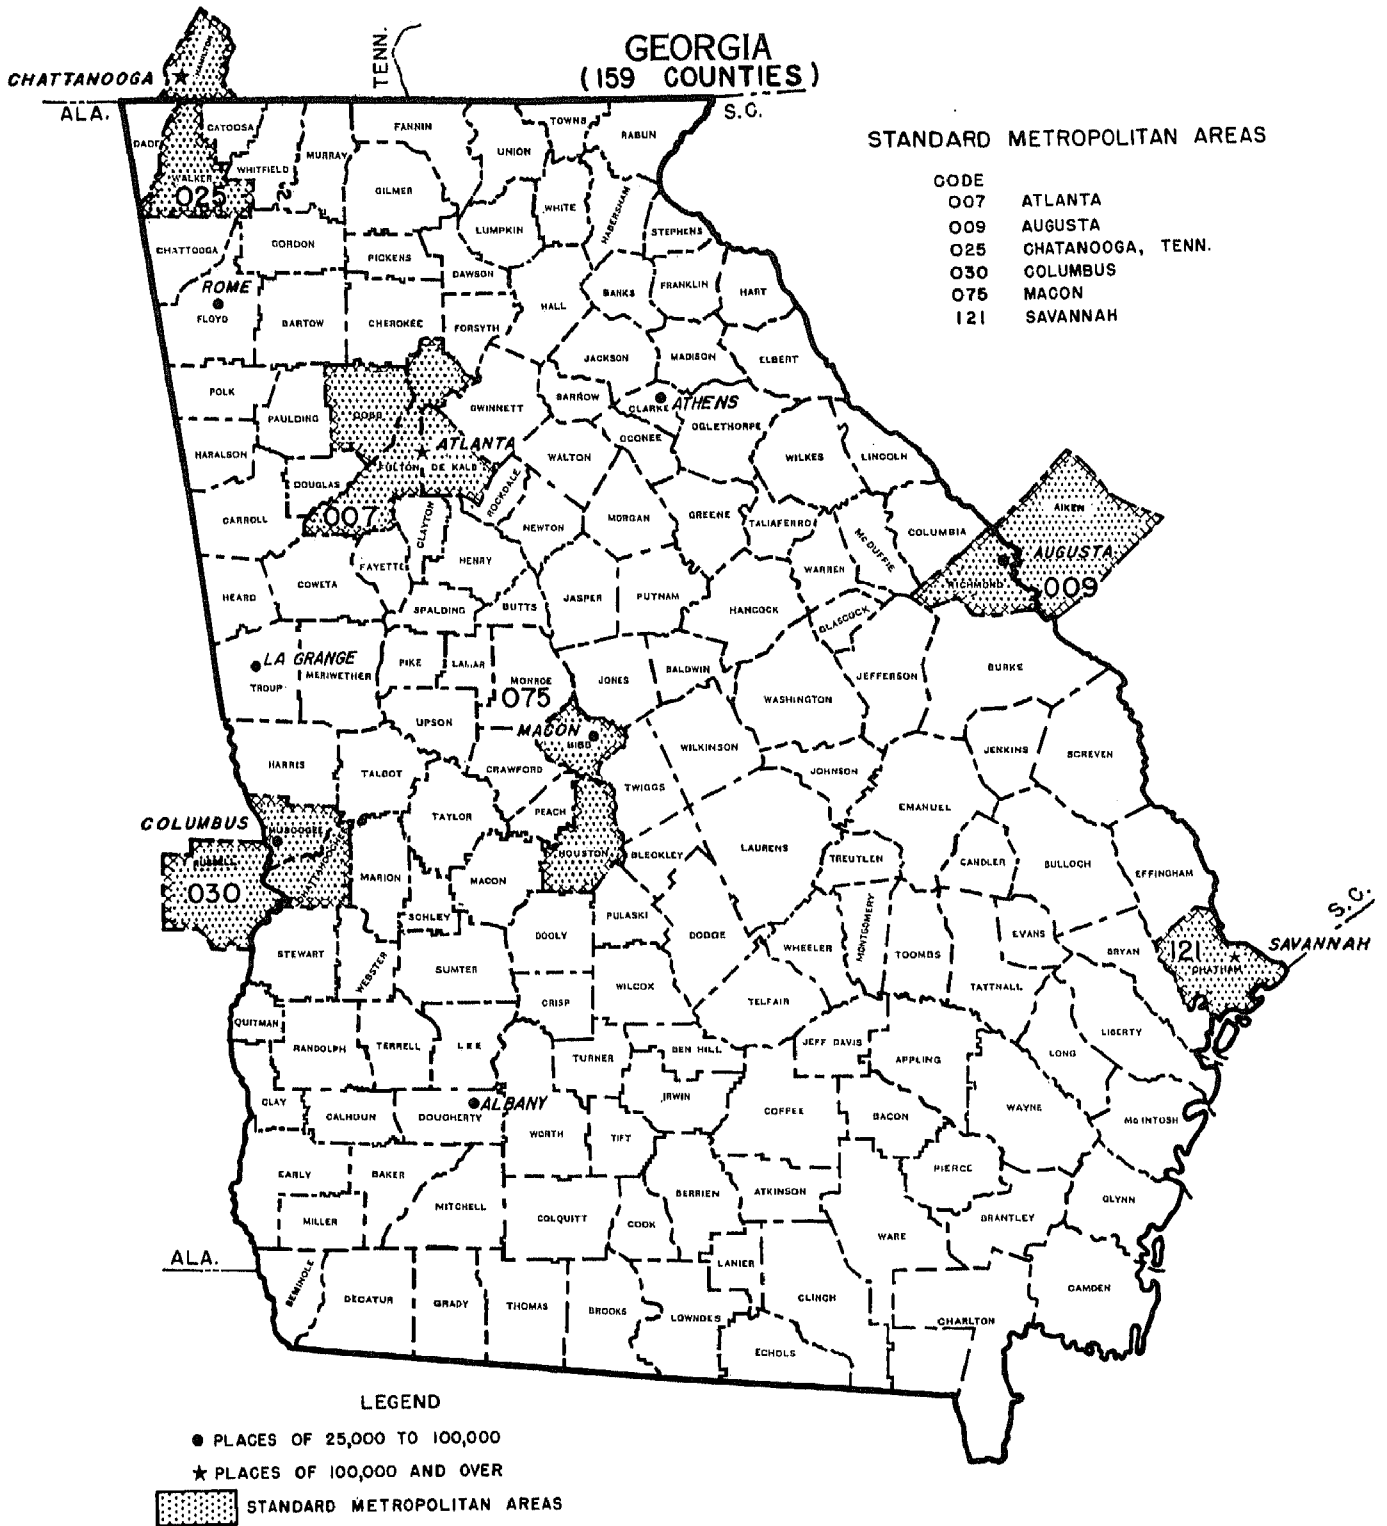 GEORGIA
(159 COUNTIES)
TENN.
CHATTANOOGA
HAMILTON
ALA.
S.C.
STANDARD METROPOLITAN AREAS
CODE
007 ATLANTA
009 AUGUSTA
025 CHATANOOGA, TENN.
030 COLUMBUS
075 MACON
121 SAVANNAH
DADE
CATOOSA
WALKER
025
WHITFIELD
MURRAY
FANNIN
UNION
TOWNS
RABUN
GILMER
WHITE
HABERSHAM
LUMPKIN
STEPHENS
CHATTOOGA
GORDON
PICKENS
DAWSON
ROME
FLOYD
BARTOW
CHEROKEE
FORSYTH
HALL
BANKS
FRANKLIN
HART
JACKSON
MADISON
ELBERT
POLK
PAULDING
COBB
GWINNETT
BARROW
CLARKE
ATHENS
OCONEE
OGLETHORPE
HARALSON
ATLANTA
FULTON
DE KALB
WALTON
WILKES
LINCOLN
DOUGLAS
007
CARROLL
CLAYTON
ROCKDALE
NEWTON
MORGAN
GREENE
TALIAFERRO
MC DUFFIE
COLUMBIA
AIKEN
AUGUSTA
RICHMOND
009
HEARD
COWETA
FAYETTE
HENRY
SPALDING
BUTTS
JASPER
PUTNAM
HANCOCK
WARREN
GLASCOCK
LA GRANGE
TROUP
MERIWETHER
PIKE
LAMAR
MONROE
075
JONES
BALDWIN
WASHINGTON
JEFFERSON
BURKE
UPSON
MACON
BIBB
WILKINSON
JENKINS
SCREVEN
HARRIS
TALBOT
CRAWFORD
TWIGGS
JOHNSON
EMANUEL
COLUMBUS
MUSCOGEE
TAYLOR
PEACH
RUSSELL
030
CHATTAHOOCHEE
MARION
MACON
HOUSTON
BLECKLEY
LAURENS
TREUTLEN
CANDLER
BULLOCH
EFFINGHAM
SCHLEY
PULASKI
STEWART
WEBSTER
SUMTER
DOOLY
DODGE
WHEELER
MONTGOMERY
TOOMBS
EVANS
BRYAN
121
CHATHAM
SAVANNAH
S.C.
CRISP
WILCOX
TELFAIR
TATTNALL
QUITMAN
RANDOLPH
TERRELL
LEE
TURNER
BEN HILL
JEFF DAVIS
APPLING
LONG
LIBERTY
CLAY
CALHOUN
DOUGHERTY
ALBANY
WORTH
TIFT
IRWIN
COFFEE
BACON
WAYNE
MC INTOSH
EARLY
BAKER
MILLER
MITCHELL
COLQUITT
COOK
BERRIEN
ATKINSON
PIERCE
BRANTLEY
GLYNN
WARE
ALA.
SEMINOLE
DECATUR
GRADY
THOMAS
BROOKS
LOWNDES
LANIER
CLINCH
ECHOLS
CHARLTON
CAMDEN
LEGEND
PLACES OF 25,000 TO 100,000
PLACES OF 100,000 AND OVER
STANDARD METROPOLITAN AREAS